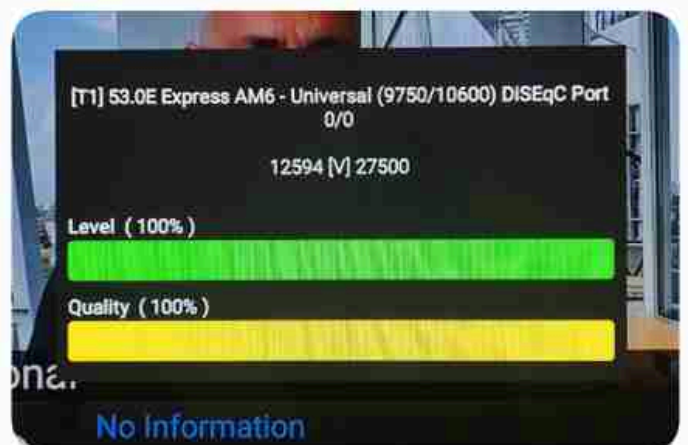 [T1] 53.0E Express AM6 - Universal (9750/10600) DISEqC Port
0/0
12594 [V] 27500
Level ( 100% )
Quality ( 100% )
No Information